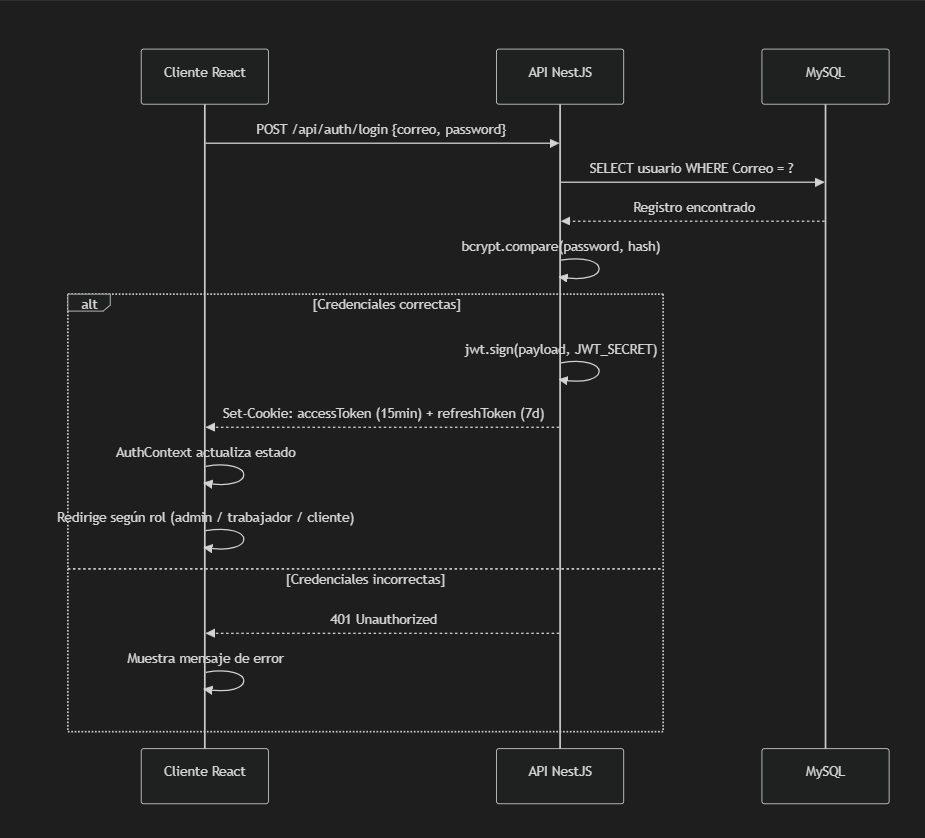 Cliente React
API NestJS
MySQL
POST /api/auth/login {correo, password}
SELECT usuario WHERE Correo = ?
Registro encontrado
bcrypt.compare(password, hash)
alt
[Credenciales correctas]
jwt.sign(payload, JWT_SECRET)
Set-Cookie: accessToken (15min) + refreshToken (7d)
AuthContext actualiza estado
Redirige según rol (admin / trabajador / cliente)
[Credenciales incorrectas]
401 Unauthorized
Muestra mensaje de error
Cliente React
API NestJS
MySQL